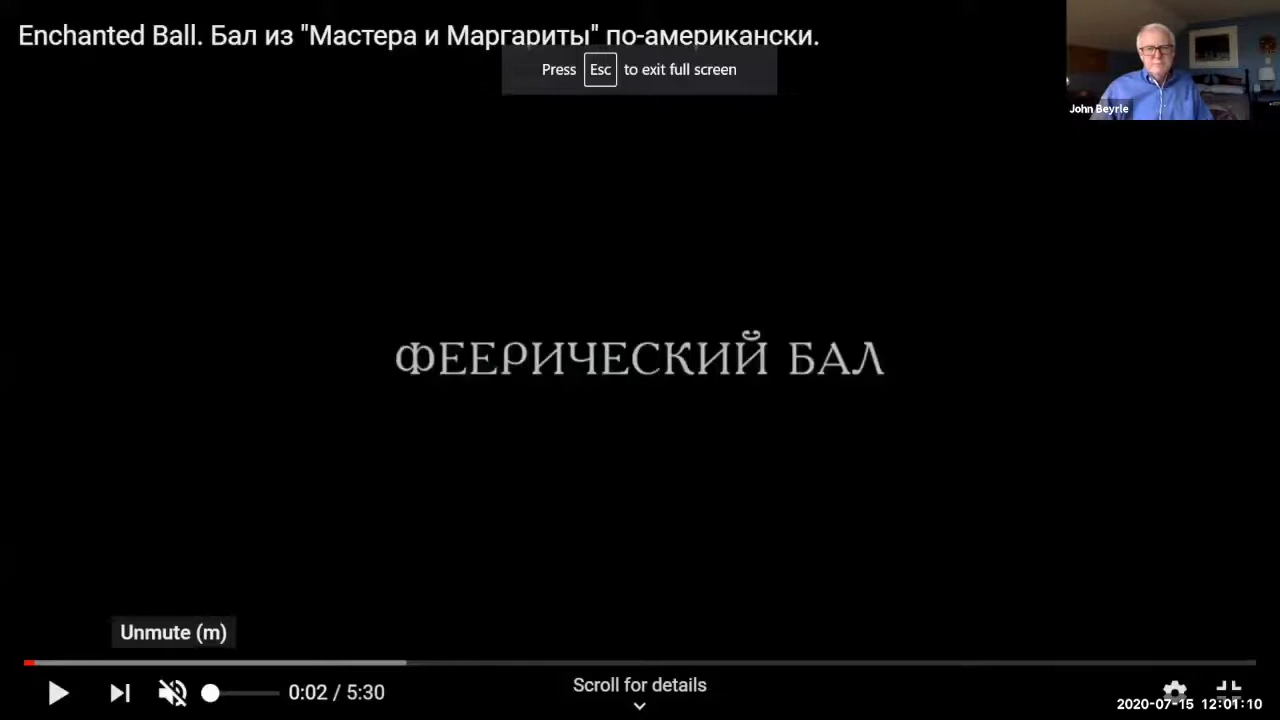 Enchanted Ball. Бал из "Мастера и Маргариты" по-американски.
Press Esc to exit full screen
John Beyrle
ФЕЕРИЧЕСКИЙ БАЛ
Unmute (m)
0:02 / 5:30
Scroll for details
2020-07-15 12:01:10